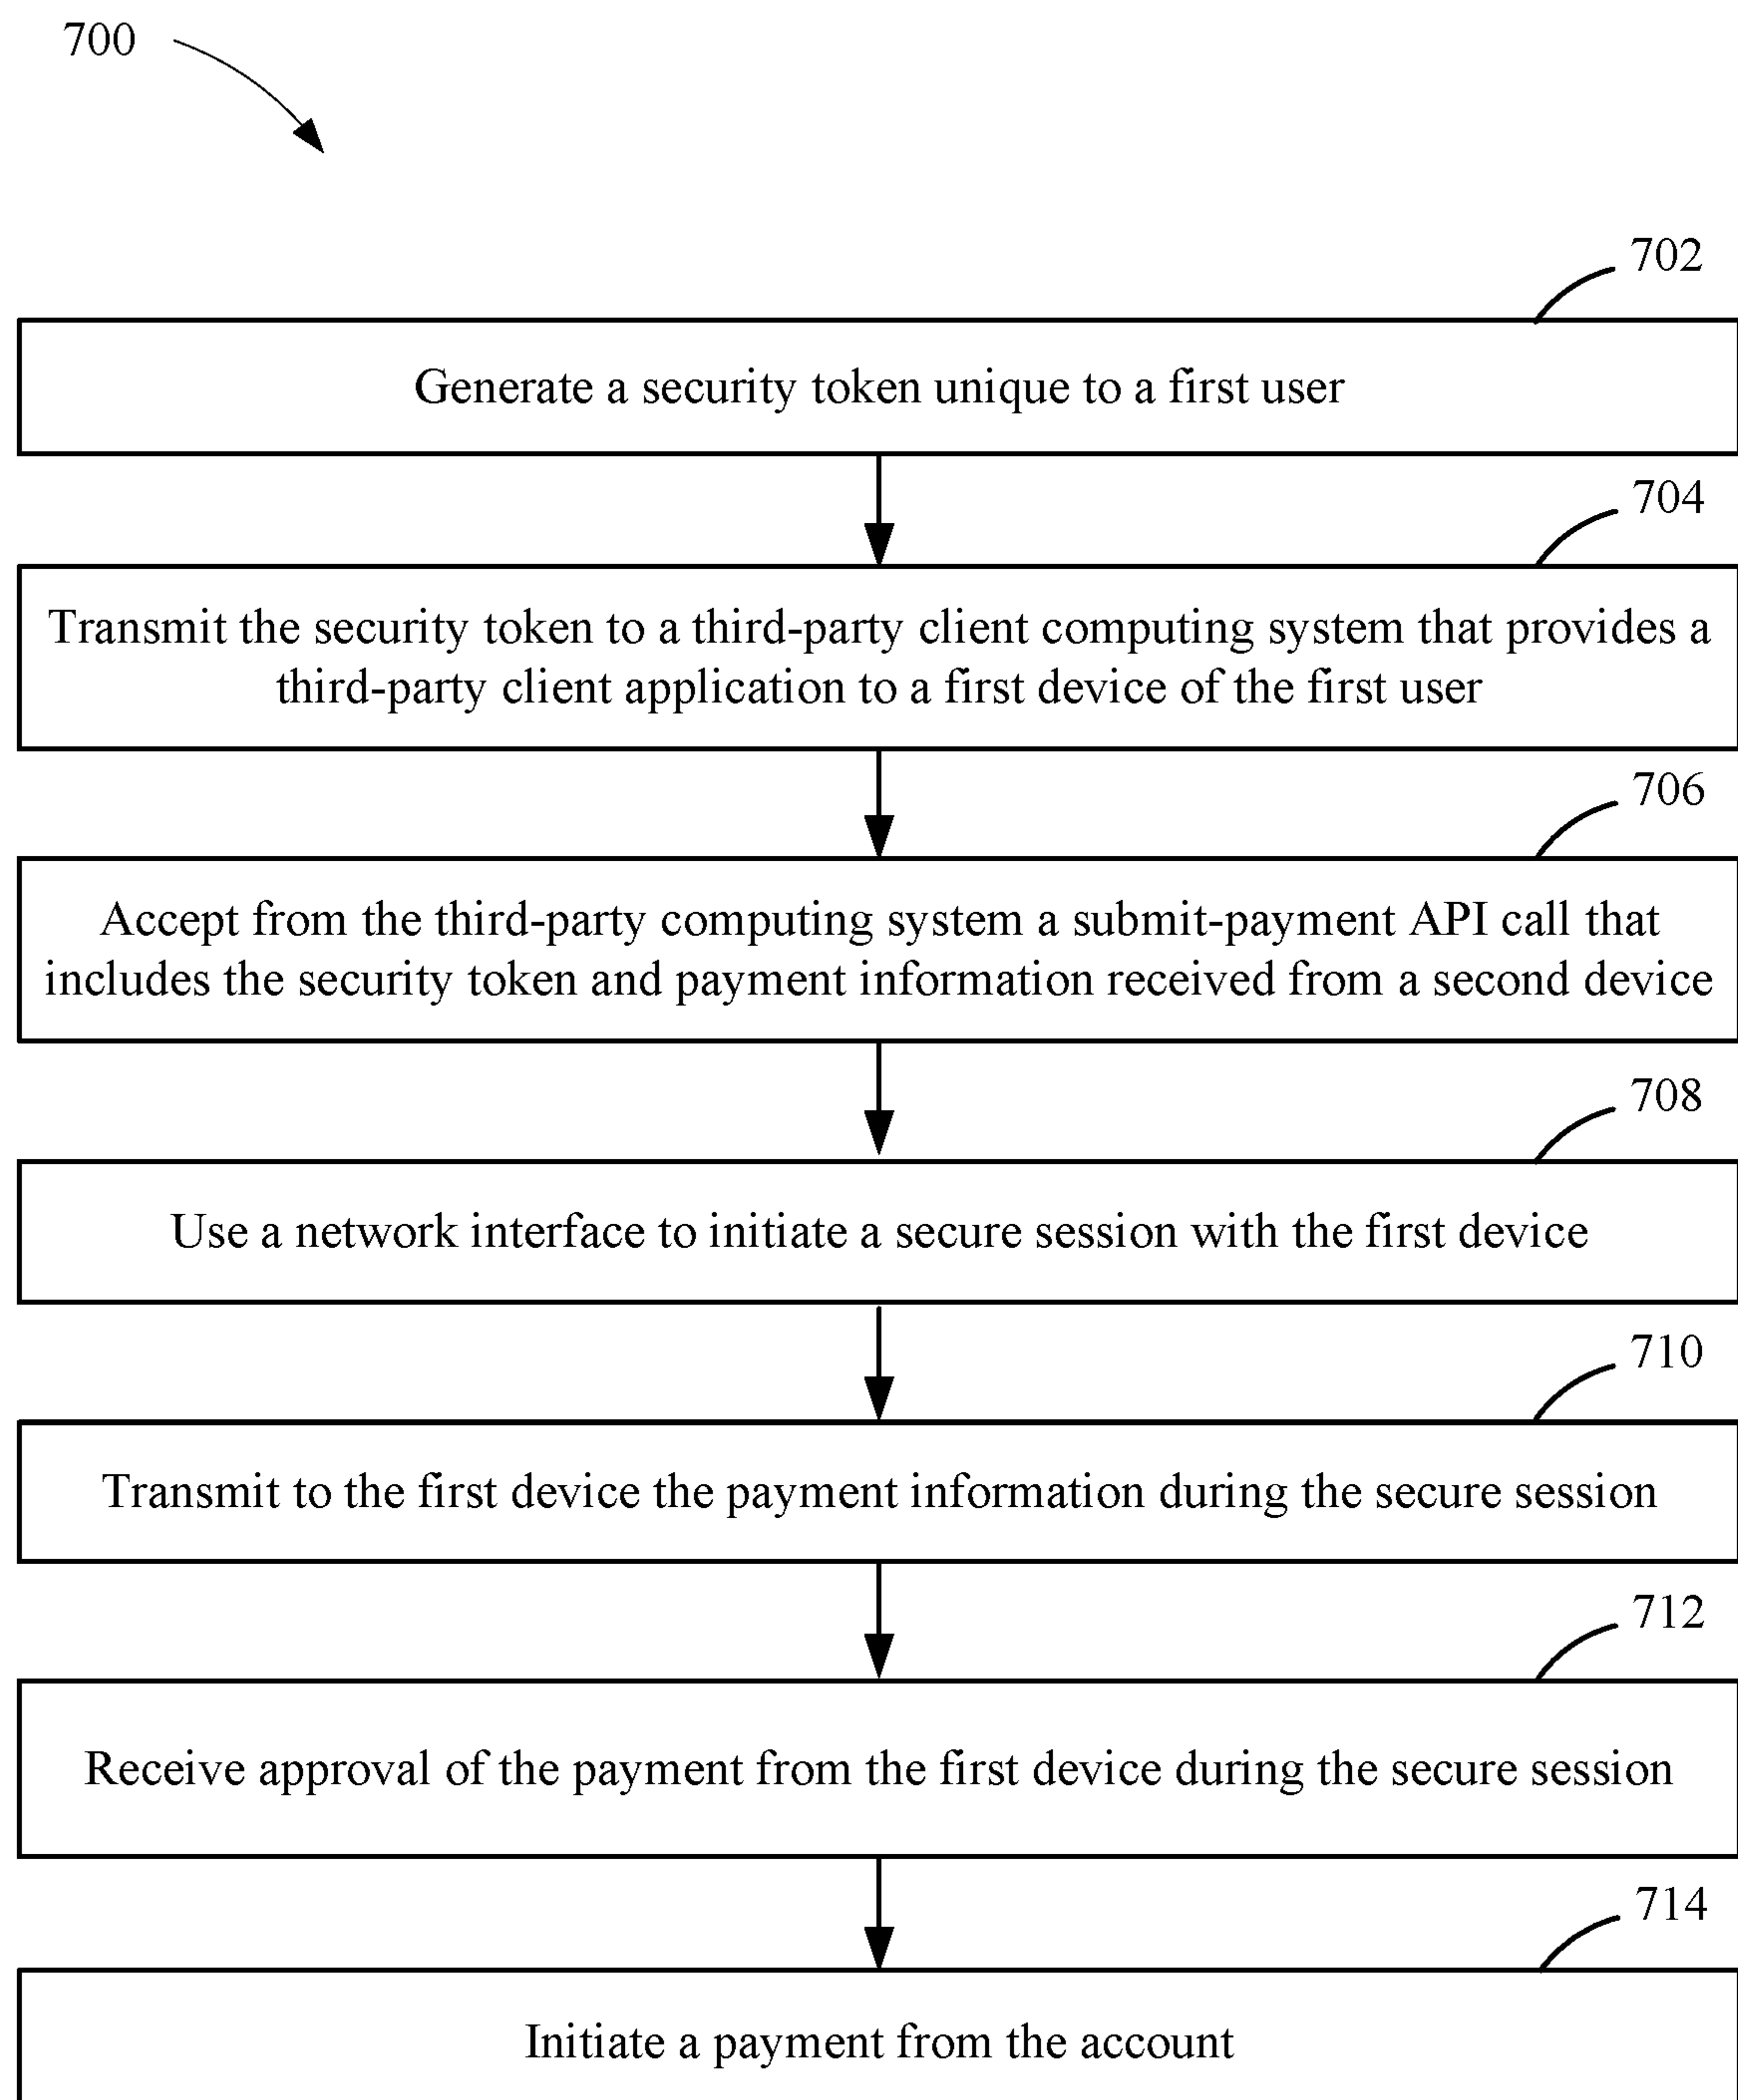 700
702
Generate a security token unique to a first user
704
Transmit the security token to a third-party client computing system that provides a
third-party client application to a first device of the first user
706
Accept from the third-party computing system a submit-payment API call that
includes the security token and payment information received from a second device
708
Use a network interface to initiate a secure session with the first device
710
Transmit to the first device the payment information during the secure session
712
Receive approval of the payment from the first device during the secure session
714
Initiate a payment from the account